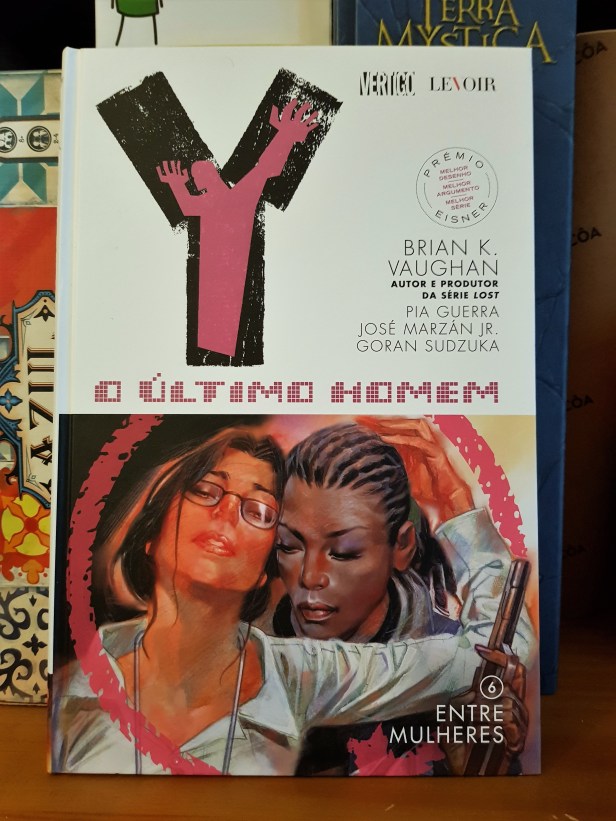 TERRA
MYSTICA
Y
VERTIGO LEVOIR
PRÉMIO
MELHOR
DESENHO
MELHOR
ARGUMENTO
MELHOR
SÉRIE
EISNER
BRIAN K.
VAUGHAN
AUTOR E PRODUTOR
DA SÉRIE LOST
PIA GUERRA
JOSÉ MARZÁN JR.
GORAN SUDZUKA
O ÚLTIMO HOMEM
6
ENTRE
MULHERES
AZUL